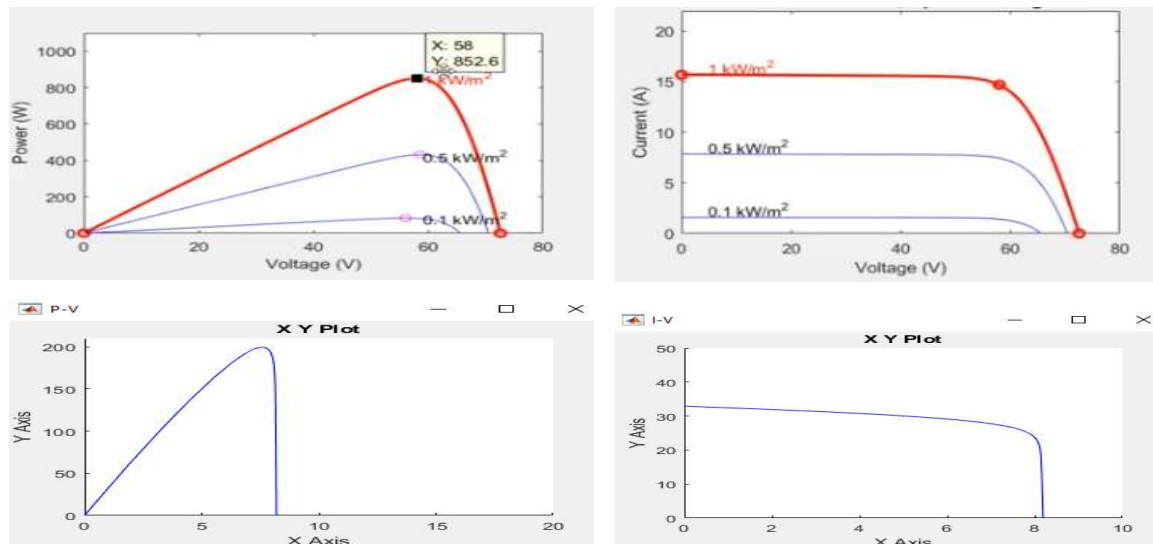 1000
800
600
400
200
0
Power (W)
X: 58
Y: 852.6
1 kW/m²
0.5 kW/m²
0.1 kW/m²
0 20 40 60 80
Voltage (V)
20
15
10
5
0
Current (A)
1 kW/m²
0.5 kW/m²
0.1 kW/m²
0 20 40 60 80
Voltage (V)
P-V
X Y Plot
200
150
100
50
0
Y Axis
0 5 10 15 20
X Axis
I-V
X Y Plot
50
40
30
20
10
0
Y Axis
0 2 4 6 8 10
X Axis